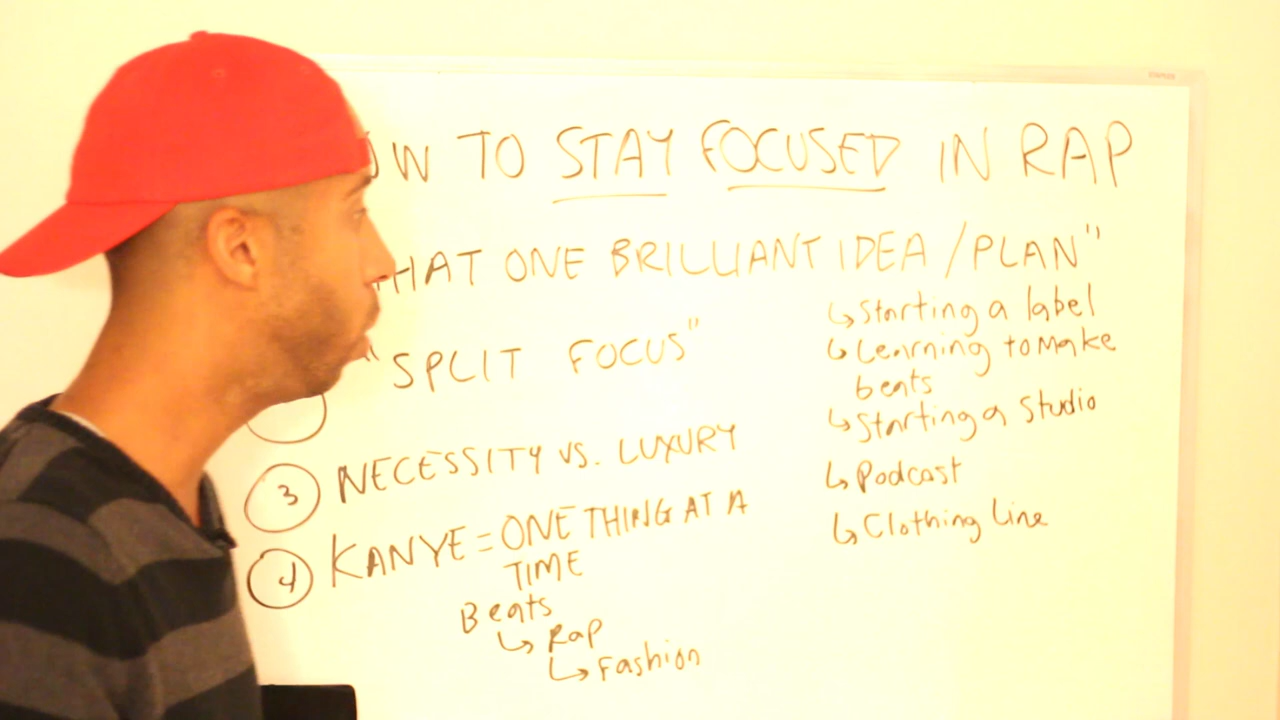 OW TO STAY FOCUSED IN RAP
HAT ONE BRILLIANT IDEA / PLAN"
↳ Starting a label
↳ Learning to Make
beats
↳ Starting a Studio
↳ Podcast
↳ Clothing Line
"SPLIT FOCUS"
3 NECESSITY VS. LUXURY
4 KANYE = ONE THING AT A
TIME
Beats
↳ Rap
↳ Fashion